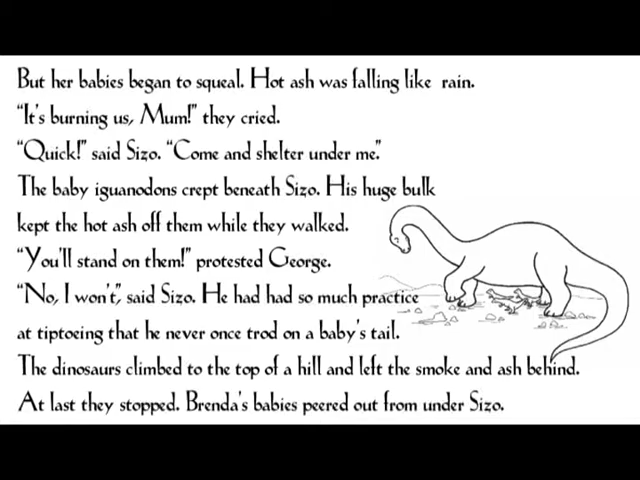 But her babies began to squeal. Hot ash was falling like rain.
“It's burning us, Mum!” they cried.
“Quick!” said Sizo. “Come and shelter under me.”
The baby iguanodons crept beneath Sizo. His huge bulk
kept the hot ash off them while they walked.
“You'll stand on them!” protested George.
“No, I won't”, said Sizo. He had had so much practice
at tiptoeing that he never once trod on a baby's tail.
The dinosaurs climbed to the top of a hill and left the smoke and ash behind.
At last they stopped. Brenda's babies peered out from under Sizo.